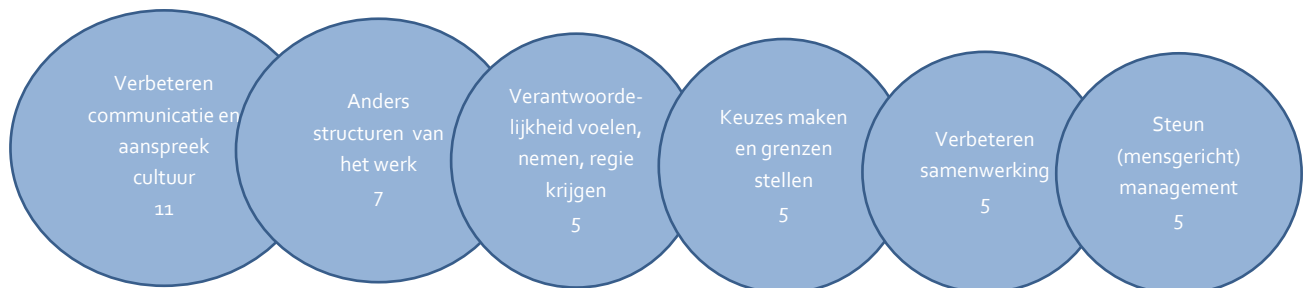 Verbeteren
communicatie en
aanspreek
cultuur
11
Anders
structuren van
het werk
7
Verantwoorde-
lijkheid voelen,
nemen, regie
krijgen
5
Keuzes maken
en grenzen
stellen
5
Verbeteren
samenwerking
5
Steun
(mensgericht)
management
5